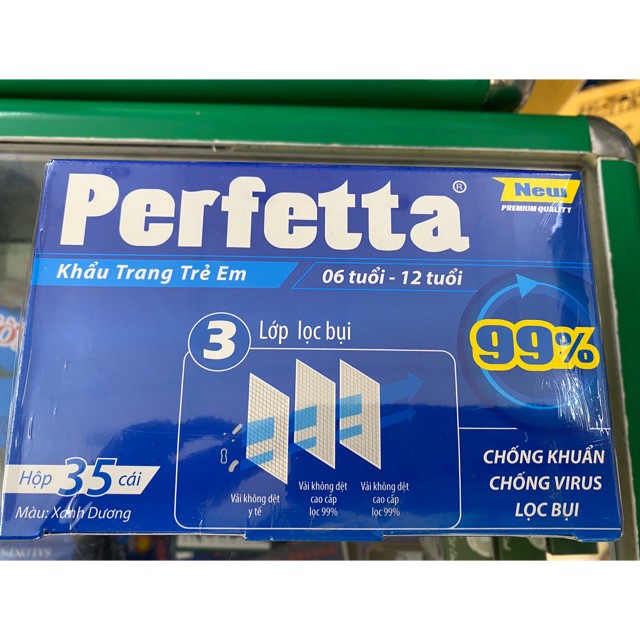 Perfetta®
New
PREMIUM QUALITY
Khẩu Trang Trẻ Em
06 tuổi - 12 tuổi
3 Lớp lọc bụi
99%
Vải không dệt
y tế
Vải không dệt
cao cấp
lọc 99%
Vải không dệt
cao cấp
lọc 99%
Hộp 35 cái
Màu: Xanh Dương
CHỐNG KHUẨN
CHỐNG VIRUS
LỌC BỤI